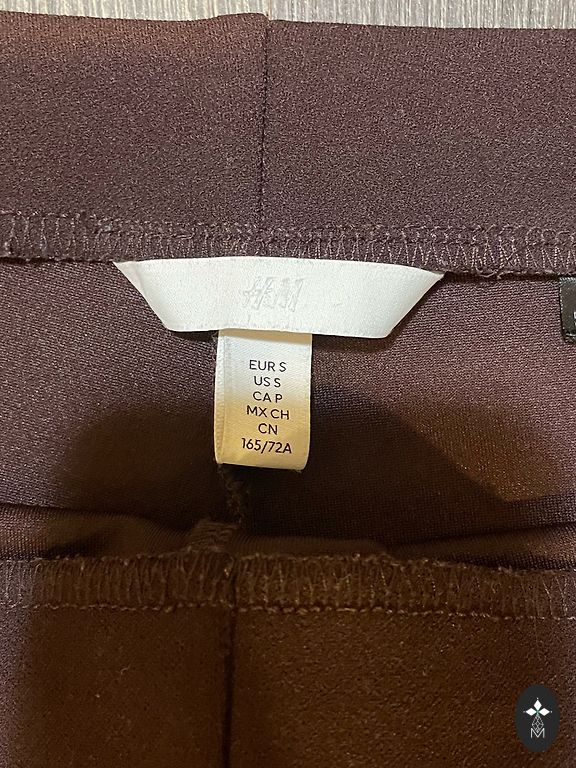 H&M
EUR S
US S
CA P
MX CH
CN
165/72A
M